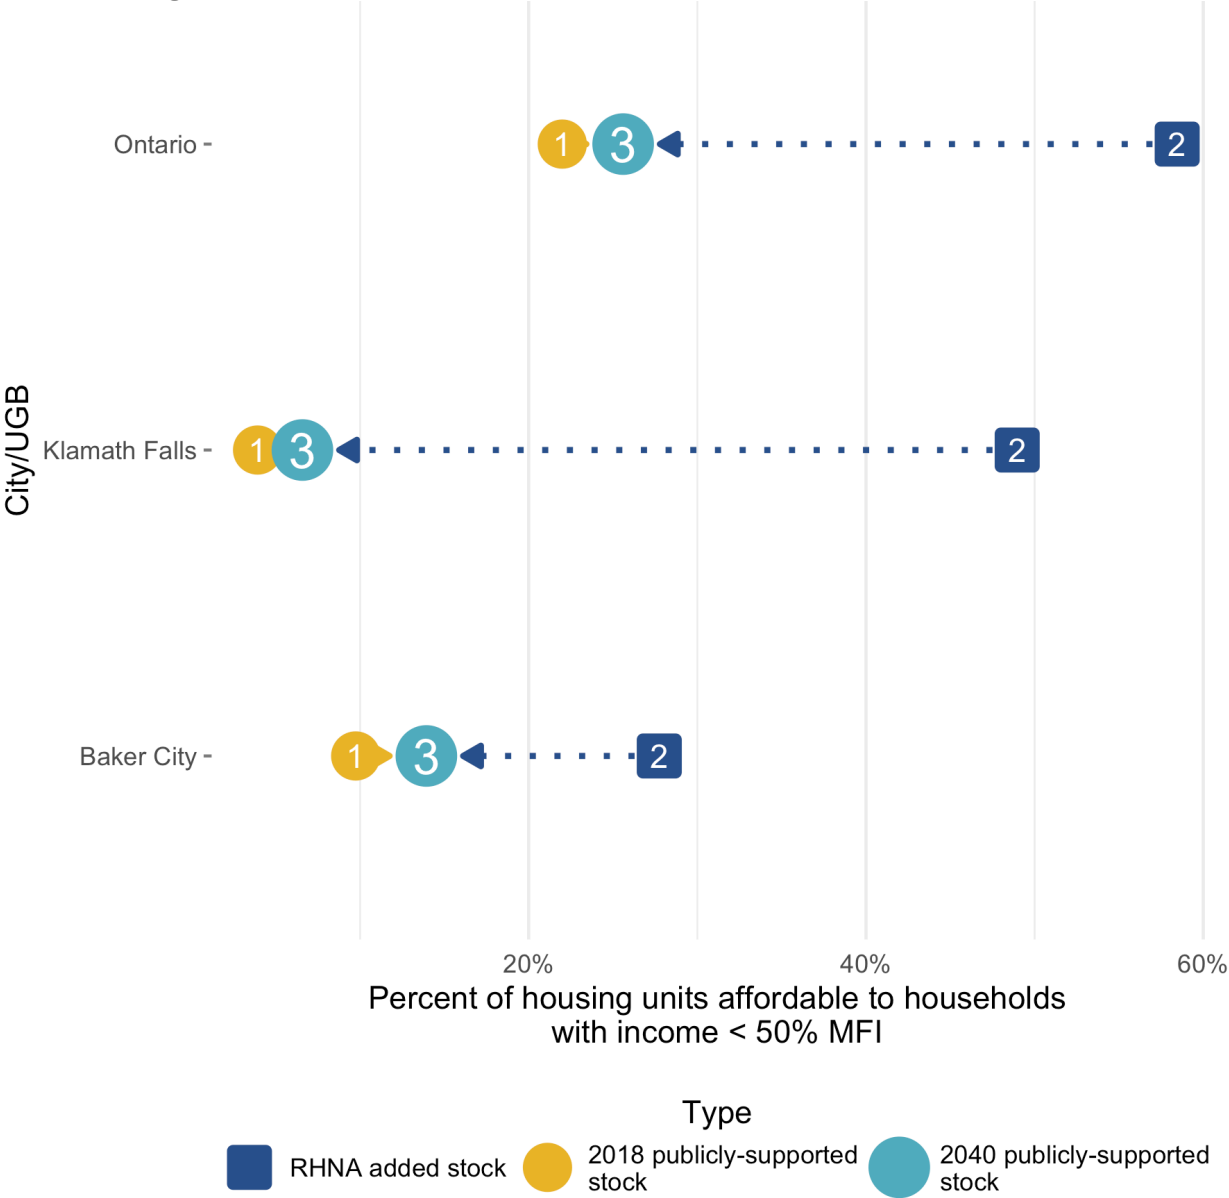 Ontario
1
3
2
Klamath Falls
1
3
2
Baker City
1
3
2
City/UGB
20%
40%
60%
Percent of housing units affordable to households
with income < 50% MFI
Type
RHNA added stock
2018 publicly-supported
stock
2040 publicly-supported
stock